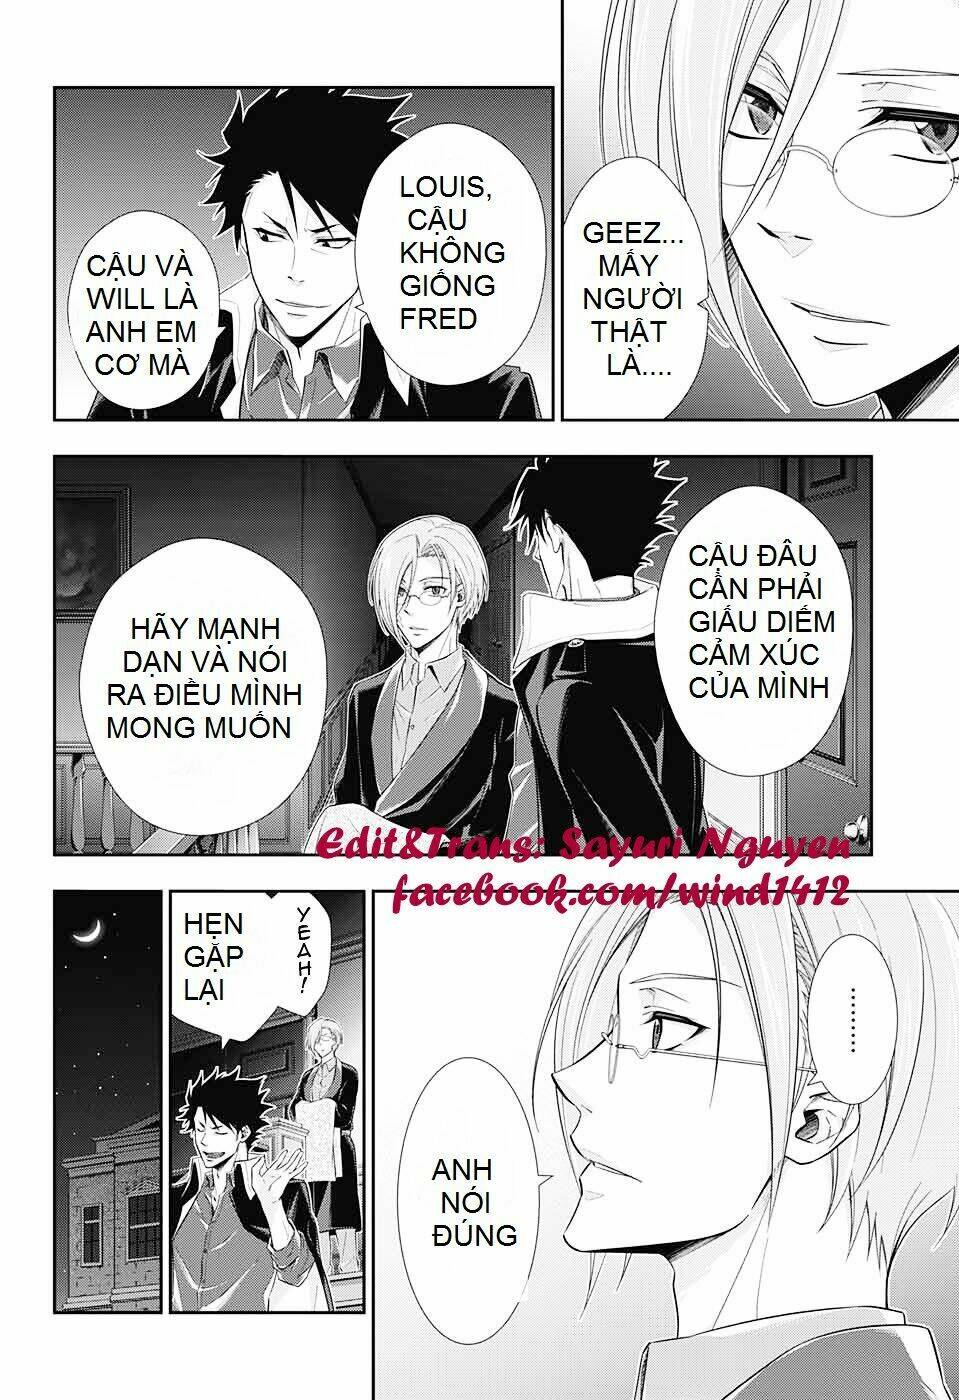 GEEZ...
MẤY
NGƯỜI
THẬT
LÀ....
LOUIS,
CẬU
KHÔNG
GIỐNG
FRED
CẬU VÀ
WILL LÀ
ANH EM
CƠ MÀ
CẬU ĐÂU
CẦN PHẢI
GIẤU DIẾM
CẢM XÚC
CỦA MÌNH
HÃY MẠNH
DẠN VÀ NÓI
RA ĐIỀU MÌNH
MONG MUỐN
Edit&Trans: Sayuri Nguyen
facebook.com/wind1412
.........
ANH
NÓI
ĐÚNG
YEAH!
HẸN
GẶP
LẠI